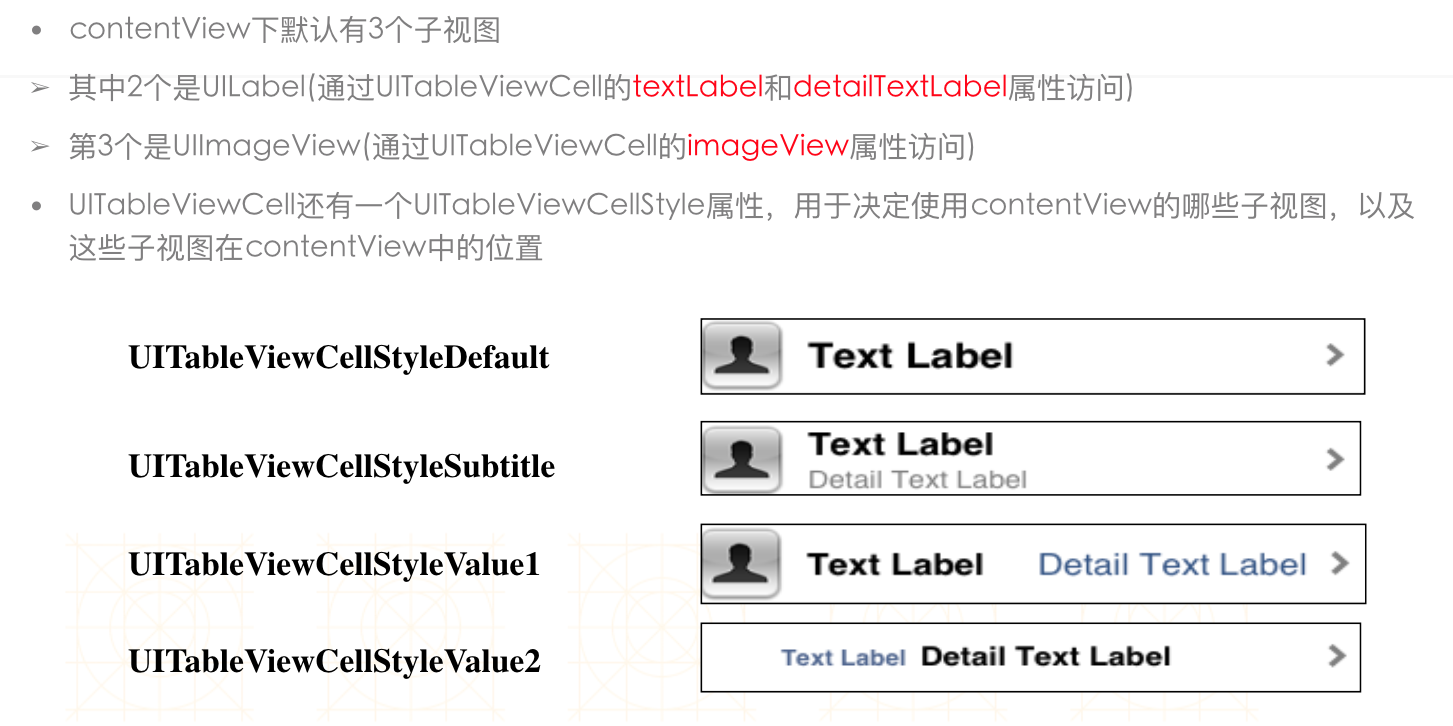 • contentView下默认有3个子视图
➢ 其中2个是UILabel(通过UITableViewCell的textLabel和detailTextLabel属性访问)
➢ 第3个是UIImageView(通过UITableViewCell的imageView属性访问)
• UITableViewCell还有一个UITableViewCellStyle属性，用于决定使用contentView的哪些子视图，以及
这些子视图在contentView中的位置
UITableViewCellStyleDefault
Text Label
UITableViewCellStyleSubtitle
Text Label
Detail Text Label
UITableViewCellStyleValue1
Text Label Detail Text Label
UITableViewCellStyleValue2
Text Label Detail Text Label